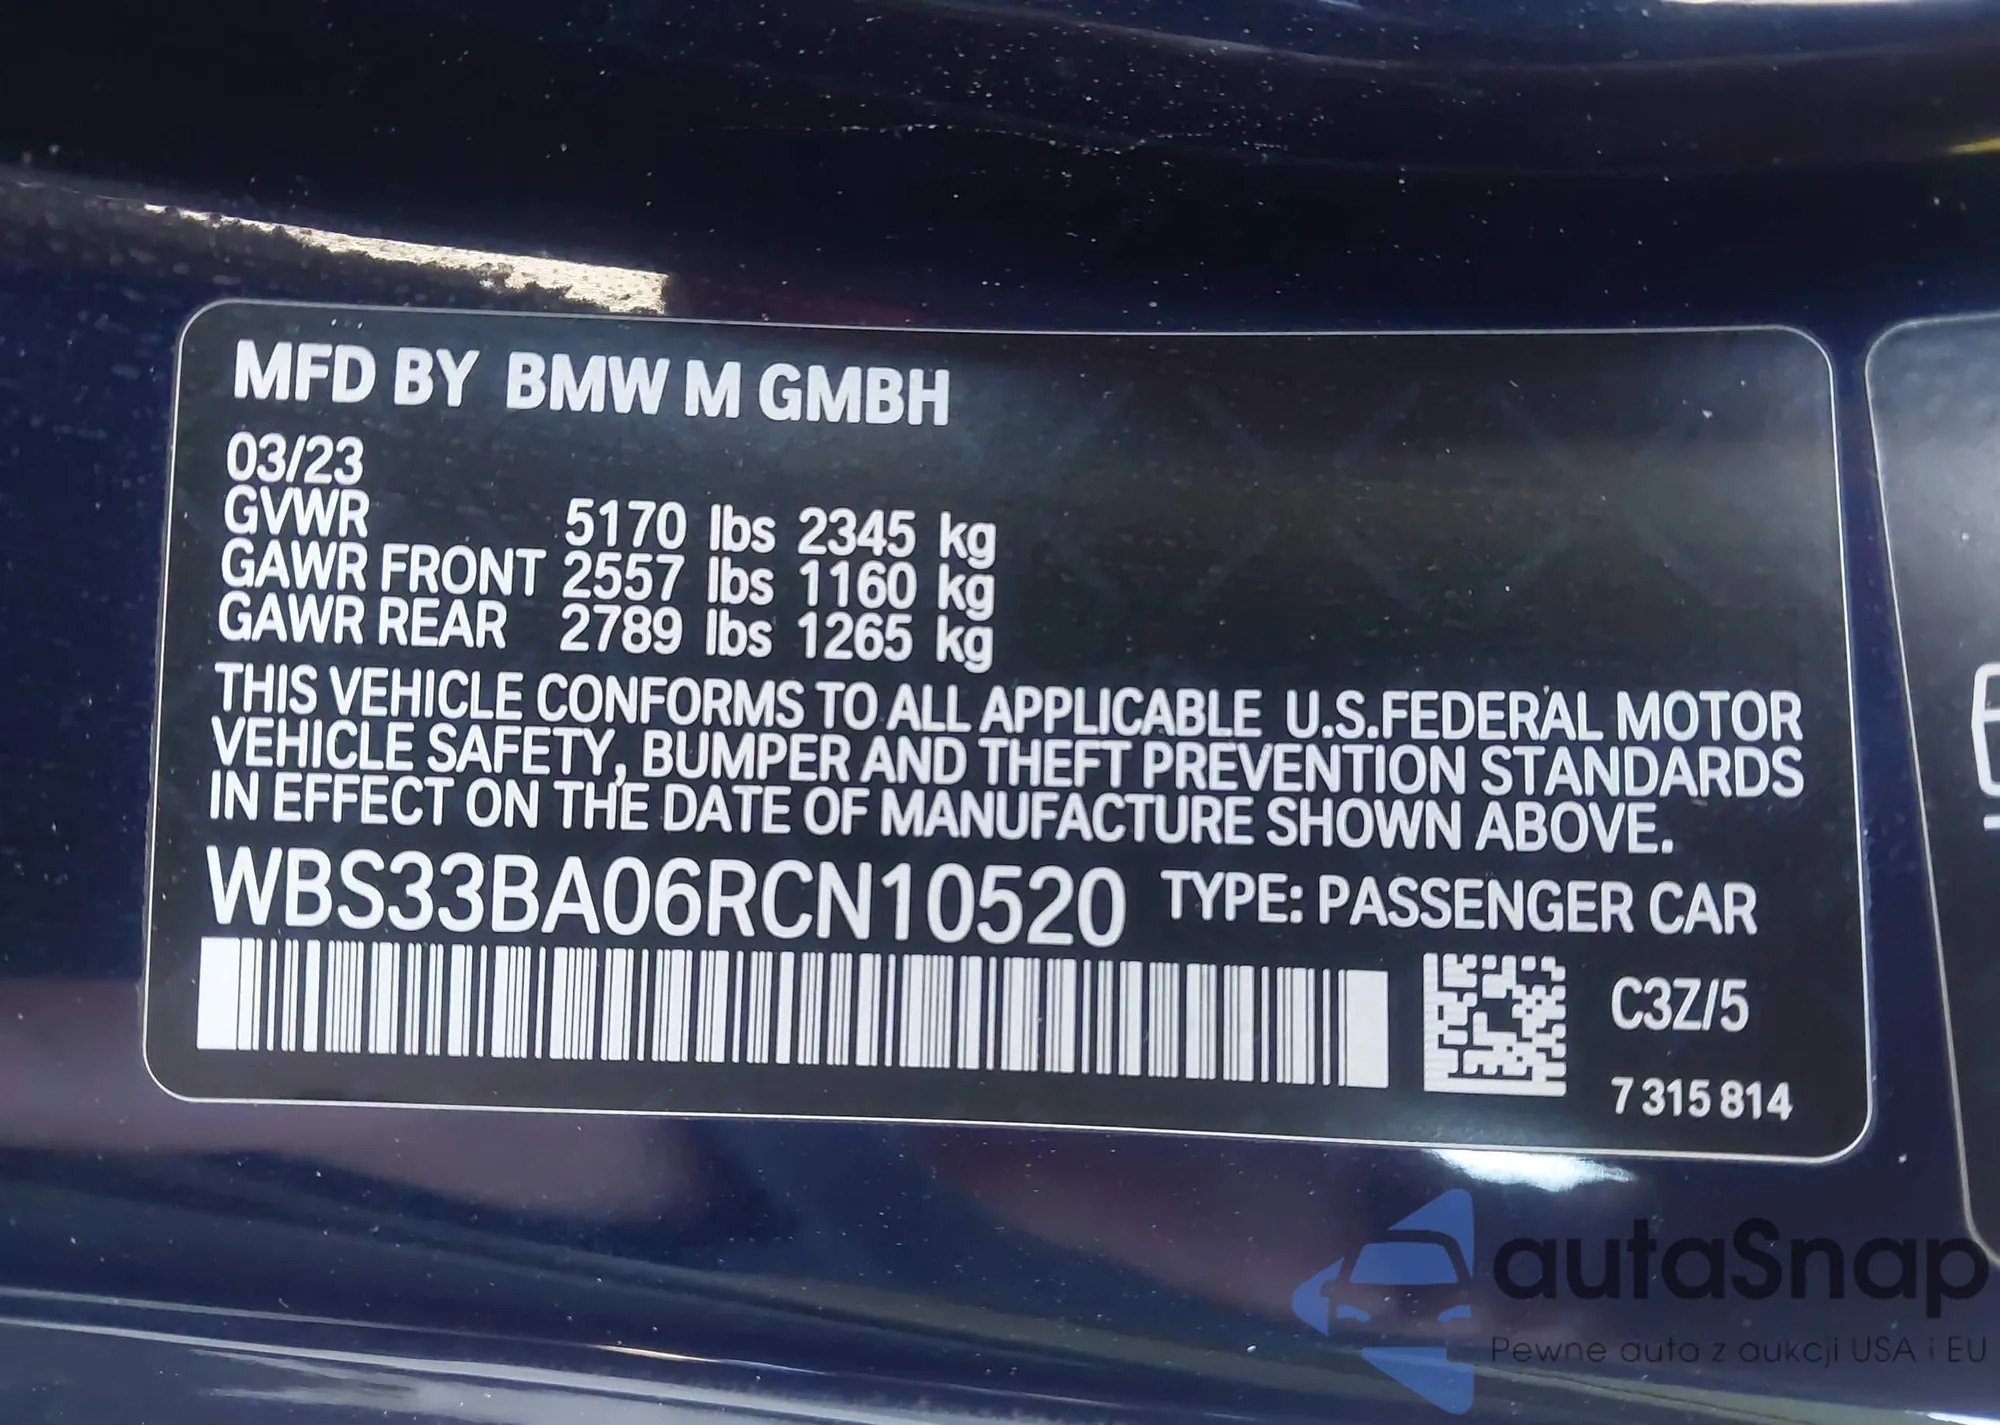 MFD BY BMW M GMBH
03/23
GVWR 5170 lbs 2345 kg
GAWR FRONT 2557 lbs 1160 kg
GAWR REAR 2789 lbs 1265 kg
THIS VEHICLE CONFORMS TO ALL APPLICABLE U.S.FEDERAL MOTOR
VEHICLE SAFETY, BUMPER AND THEFT PREVENTION STANDARDS
IN EFFECT ON THE DATE OF MANUFACTURE SHOWN ABOVE.
WBS33BA06RCN10520 TYPE: PASSENGER CAR
C3Z/5
7 315 814
autaSnap
Pewne auta z aukcji USA i EU